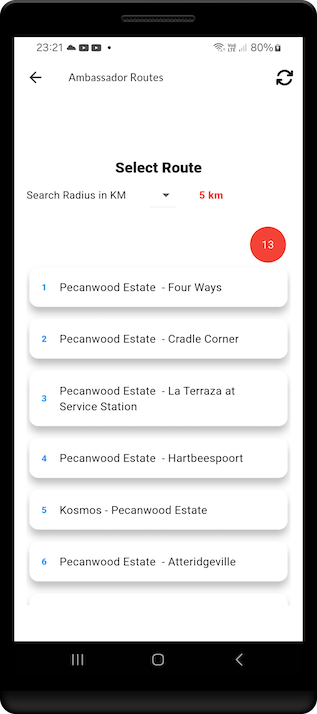 23:21 80%
Ambassador Routes
Select Route
Search Radius in KM 5 km
13
1 Pecanwood Estate - Four Ways
2 Pecanwood Estate - Cradle Corner
3 Pecanwood Estate - La Terraza at
Service Station
4 Pecanwood Estate - Hartbeespoort
5 Kosmos - Pecanwood Estate
6 Pecanwood Estate - Atteridgeville